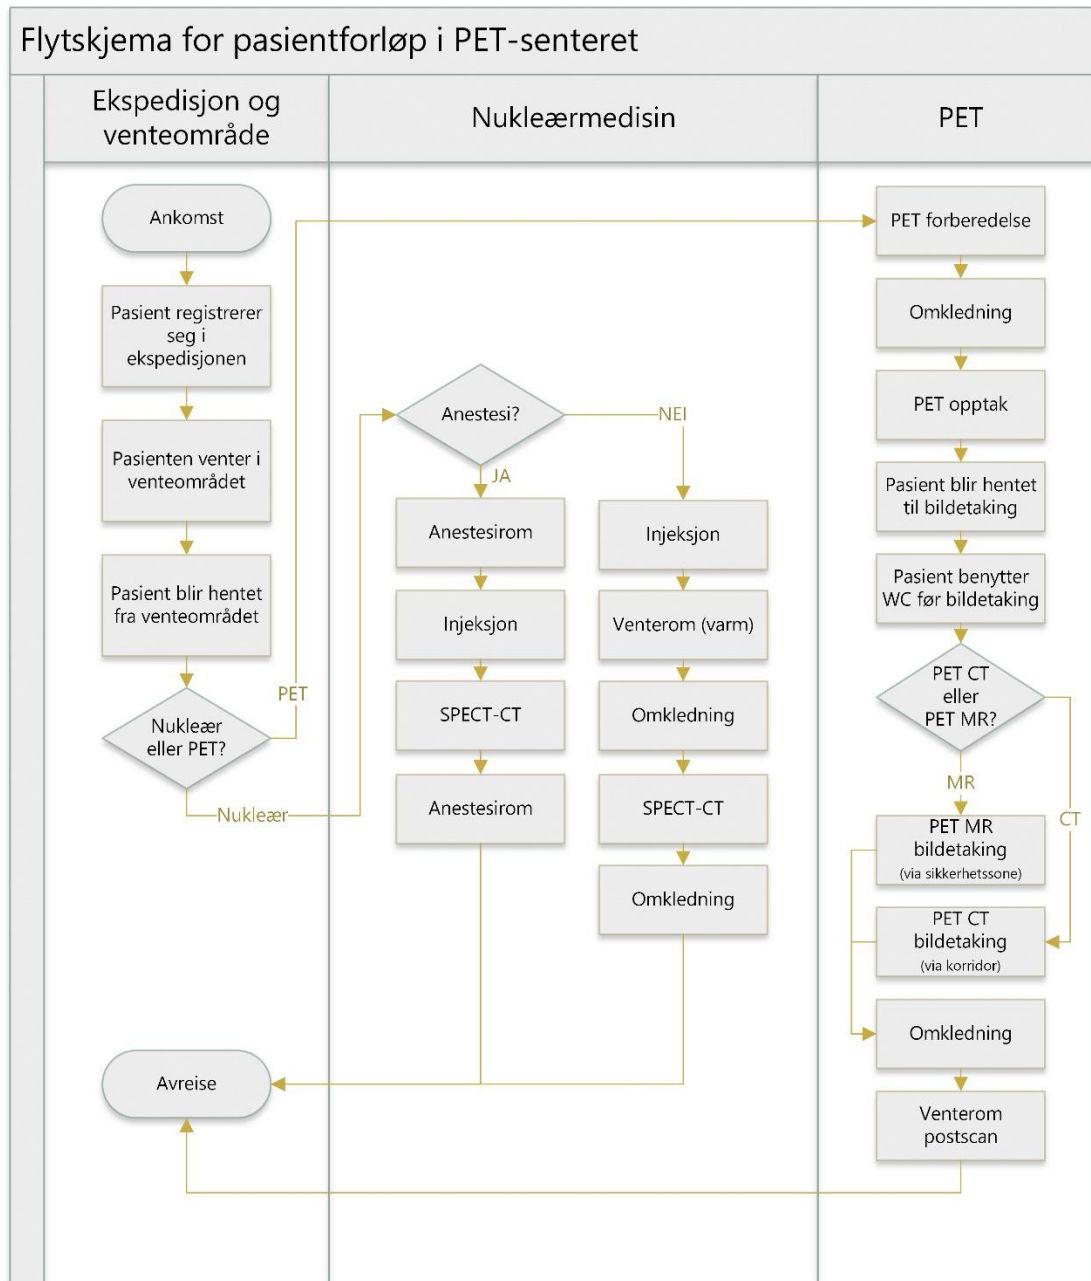 Flytskjema for pasientforløp i PET-senteret
Ekspedisjon og
venteområde
Nukleærmedisin
PET
Ankomst
Pasient registrerer
seg i
ekspedisjonen
Pasienten venter i
venteområdet
Pasient blir hentet
fra venteområdet
Nukleær
eller PET?
PET
Nukleær
Avreise
Anestesi?
JA
NEI
Anestesirom
Injeksjon
SPECT-CT
Anestesirom
Injeksjon
Venterom (varm)
Omkledning
SPECT-CT
Omkledning
PET forberedelse
Omkledning
PET opptak
Pasient blir hentet
til bildetaking
Pasient benytter
WC før bildetaking
PET CT
eller
PET MR?
MR
CT
PET MR
bildetaking
(via sikkerhetssone)
PET CT
bildetaking
(via korridor)
Omkledning
Venterom
postscan